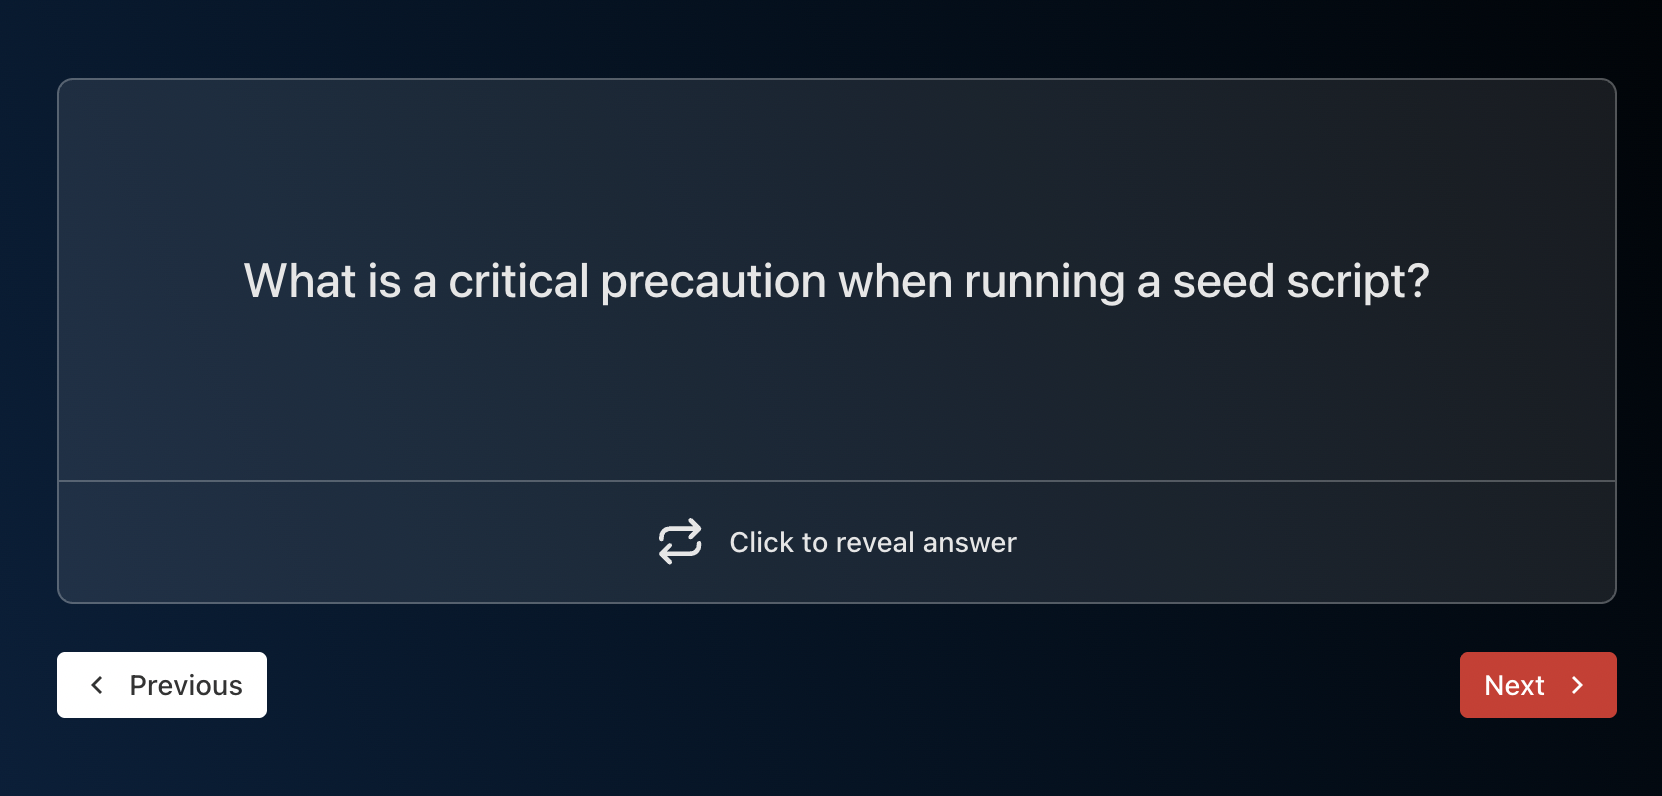 What is a critical precaution when running a seed script?
Click to reveal answer
Previous
Next